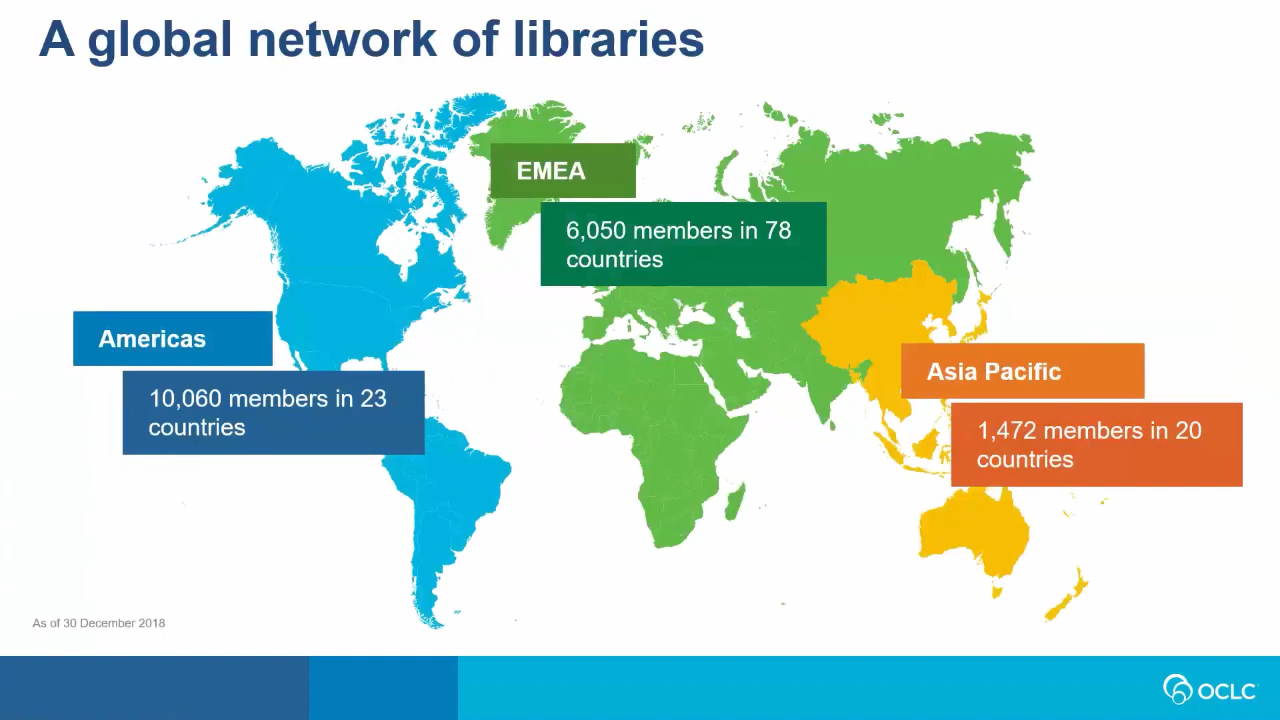 A global network of libraries
EMEA
6,050 members in 78
countries
Americas
10,060 members in 23
countries
Asia Pacific
1,472 members in 20
countries
As of 30 December 2018
OCLC